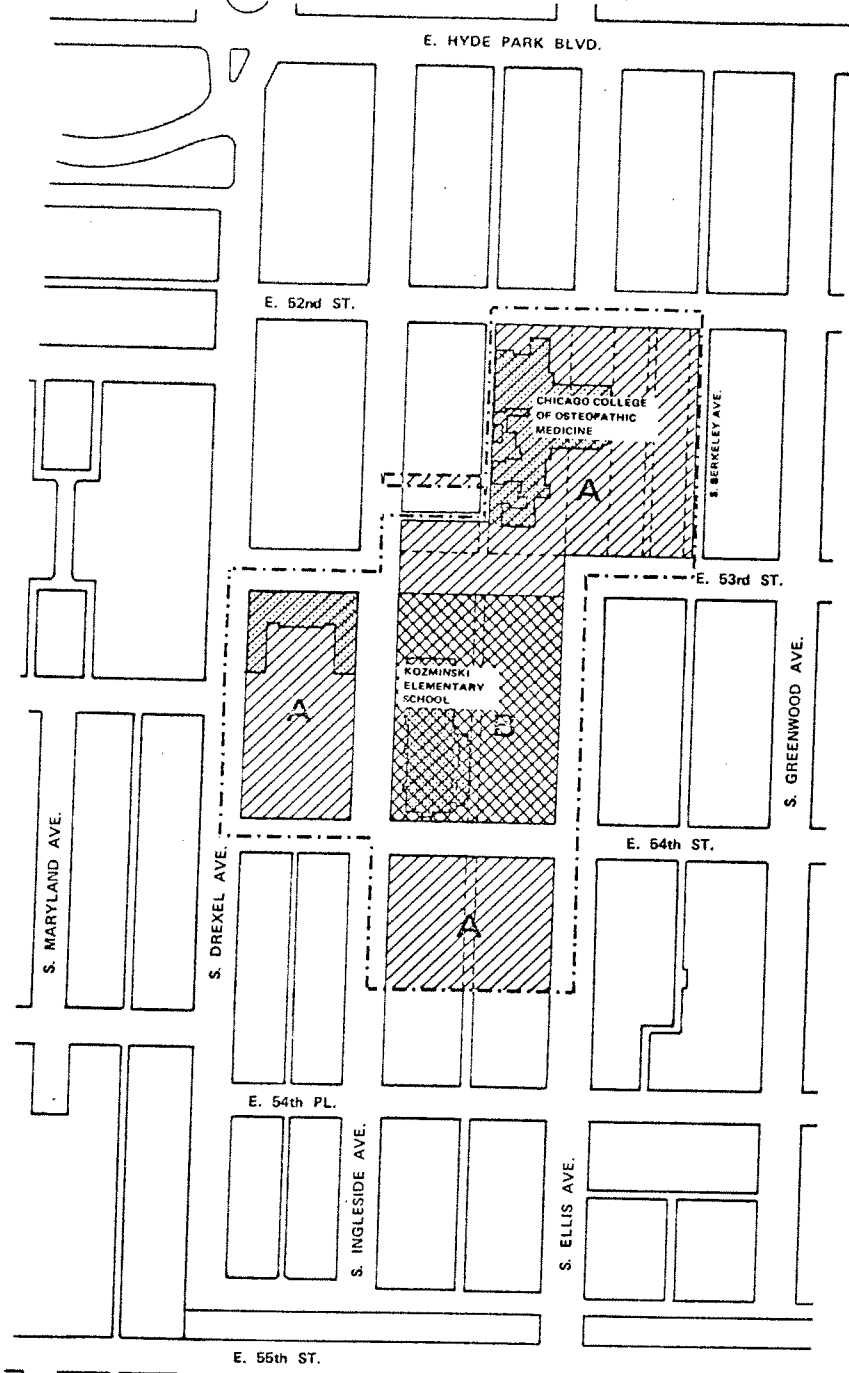 E. HYDE PARK BLVD.
E. 52nd ST.
CHICAGO COLLEGE
OF OSTEOPATHIC
MEDICINE
S. BERKELEY AVE.
A
E. 53rd ST.
KOZMINSKI
ELEMENTARY
SCHOOL
A
S. GREENWOOD AVE.
E. 54th ST.
S. MARYLAND AVE.
S. DREXEL AVE.
A
E. 54th PL.
S. INGLESIDE AVE.
S. ELLIS AVE.
E. 55th ST.